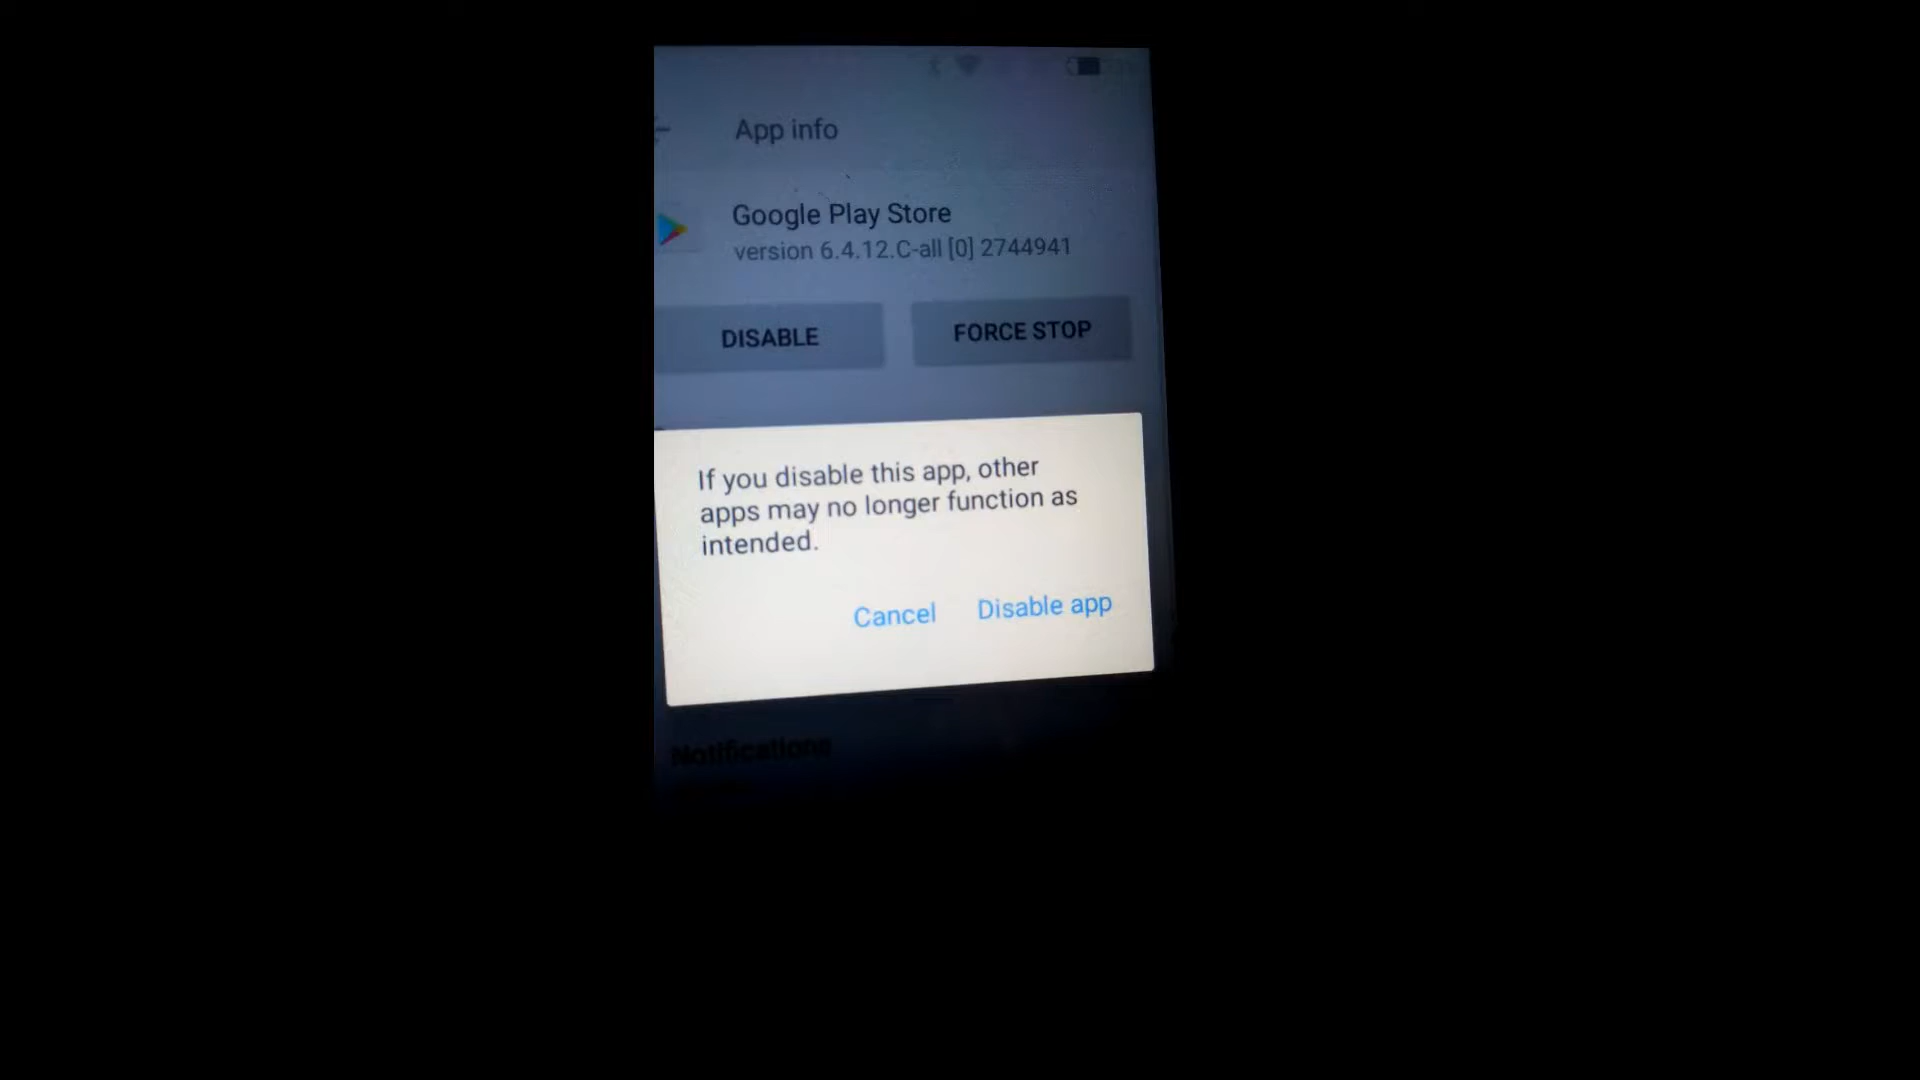 App info
Google Play Store
version 6.4.12.C-all [0] 2744941
DISABLE
FORCE STOP
If you disable this app, other
apps may no longer function as
intended.
Cancel
Disable app
Notifications